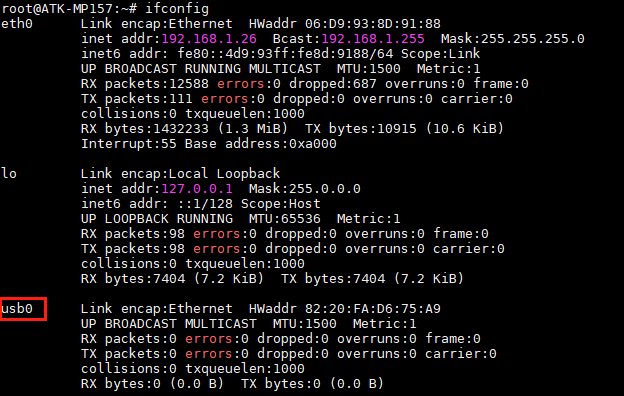 root@ATK-MP157:~# ifconfig
eth0      Link encap:Ethernet  HWaddr 06:D9:93:8D:91:88
          inet addr:192.168.1.26  Bcast:192.168.1.255  Mask:255.255.255.0
          inet6 addr: fe80::4d9:93ff:fe8d:9188/64 Scope:Link
          UP BROADCAST RUNNING MULTICAST  MTU:1500  Metric:1
          RX packets:12588 errors:0 dropped:687 overruns:0 frame:0
          TX packets:111 errors:0 dropped:0 overruns:0 carrier:0
          collisions:0 txqueuelen:1000
          RX bytes:1432233 (1.3 MiB)  TX bytes:10915 (10.6 KiB)
          Interrupt:55 Base address:0xa000
lo        Link encap:Local Loopback
          inet addr:127.0.0.1  Mask:255.0.0.0
          inet6 addr: ::1/128 Scope:Host
          UP LOOPBACK RUNNING  MTU:65536  Metric:1
          RX packets:98 errors:0 dropped:0 overruns:0 frame:0
          TX packets:98 errors:0 dropped:0 overruns:0 carrier:0
          collisions:0 txqueuelen:1000
          RX bytes:7404 (7.2 KiB)  TX bytes:7404 (7.2 KiB)
usb0      Link encap:Ethernet  HWaddr 82:20:FA:D6:75:A9
          UP BROADCAST MULTICAST  MTU:1500  Metric:1
          RX packets:0 errors:0 dropped:0 overruns:0 frame:0
          TX packets:0 errors:0 dropped:0 overruns:0 carrier:0
          collisions:0 txqueuelen:1000
          RX bytes:0 (0.0 B)  TX bytes:0 (0.0 B)